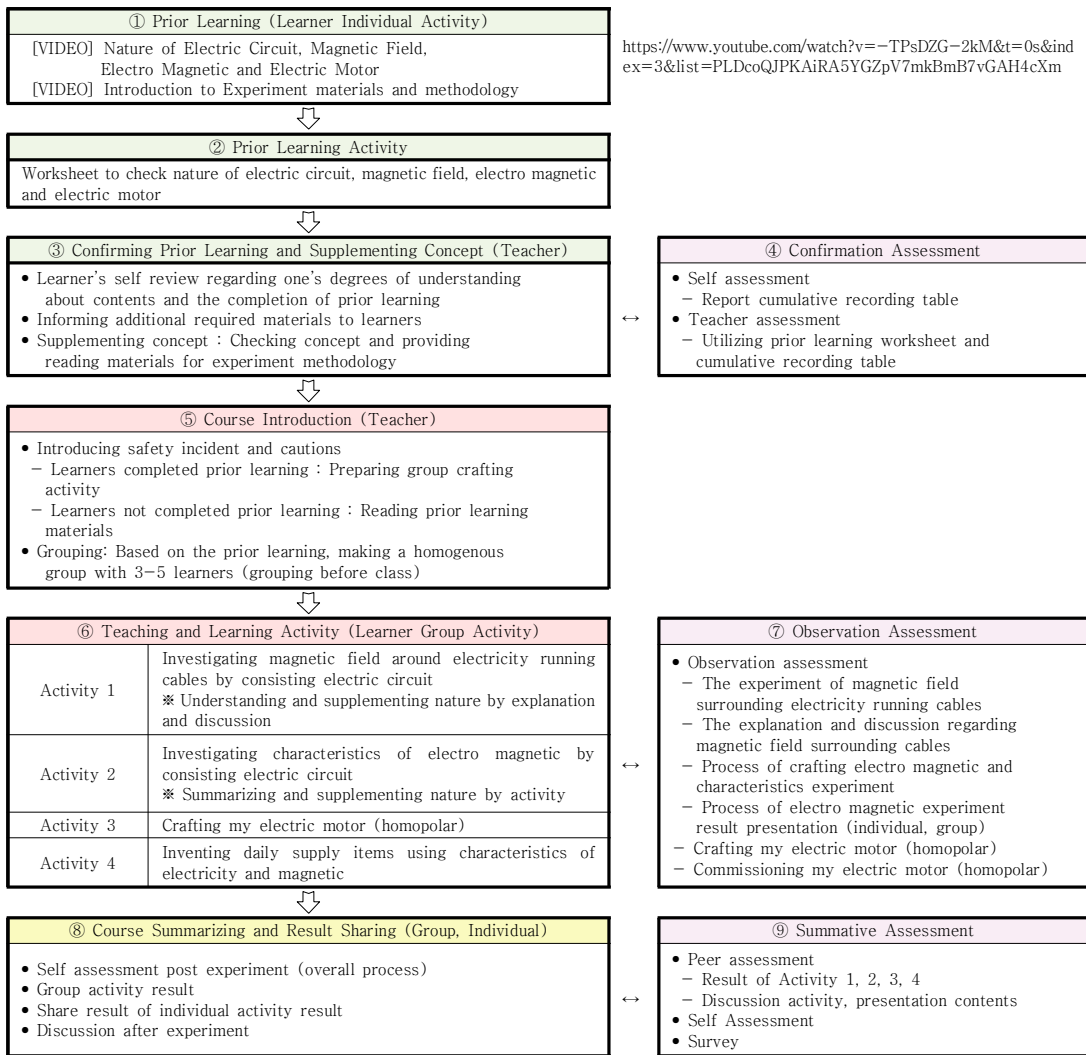 ① Prior Learning (Learner Individual Activity)
[VIDEO] Nature of Electric Circuit, Magnetic Field,
Electro Magnetic and Electric Motor
[VIDEO] Introduction to Experiment materials and methodology
https://www.youtube.com/watch?v=-TPsDZG-2kM&t=0s&ind
ex=3&list=PLDcoQJPKAiRA5YGZpV7mkBmB7vGAH4cXm
② Prior Learning Activity
Worksheet to check nature of electric circuit, magnetic field, electro magnetic
and electric motor
③ Confirming Prior Learning and Supplementing Concept (Teacher)
• Learner's self review regarding one's degrees of understanding
about contents and the completion of prior learning
• Informing additional required materials to learners
• Supplementing concept : Checking concept and providing
reading materials for experiment methodology
↔
④ Confirmation Assessment
• Self assessment
- Report cumulative recording table
• Teacher assessment
- Utilizing prior learning worksheet and
cumulative recording table
⑤ Course Introduction (Teacher)
• Introducing safety incident and cautions
- Learners completed prior learning : Preparing group crafting
activity
- Learners not completed prior learning : Reading prior learning
materials
• Grouping: Based on the prior learning, making a homogenous
group with 3-5 learners (grouping before class)
⑥ Teaching and Learning Activity (Learner Group Activity)
Activity 1
Investigating magnetic field around electricity running
cables by consisting electric circuit
※ Understanding and supplementing nature by explanation
and discussion
Activity 2
Investigating characteristics of electro magnetic by
consisting electric circuit
※ Summarizing and supplementing nature by activity
Activity 3
Crafting my electric motor (homopolar)
Activity 4
Inventing daily supply items using characteristics of
electricity and magnetic
↔
⑦ Observation Assessment
• Observation assessment
- The experiment of magnetic field
surrounding electricity running cables
- The explanation and discussion regarding
magnetic field surrounding cables
- Process of crafting electro magnetic and
characteristics experiment
- Process of electro magnetic experiment
result presentation (individual, group)
- Crafting my electric motor (homopolar)
- Commissioning my electric motor (homopolar)
⑧ Course Summarizing and Result Sharing (Group, Individual)
• Self assessment post experiment (overall process)
• Group activity result
• Share result of individual activity result
• Discussion after experiment
↔
⑨ Summative Assessment
• Peer assessment
- Result of Activity 1, 2, 3, 4
- Discussion activity, presentation contents
• Self Assessment
• Survey